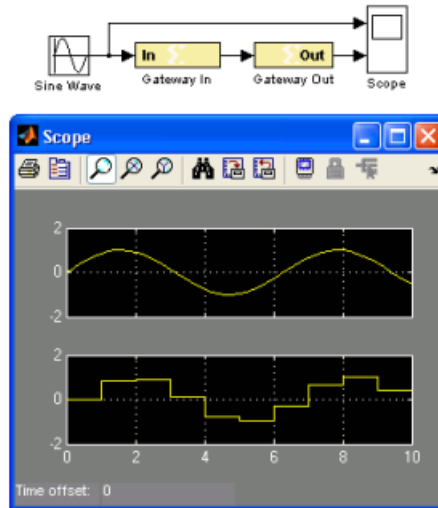 In
Out
Sine Wave
Gateway In
Gateway Out
Scope
Scope
2
0
-2
2
0
-2
0 2 4 6 8 10
Time offset: 0